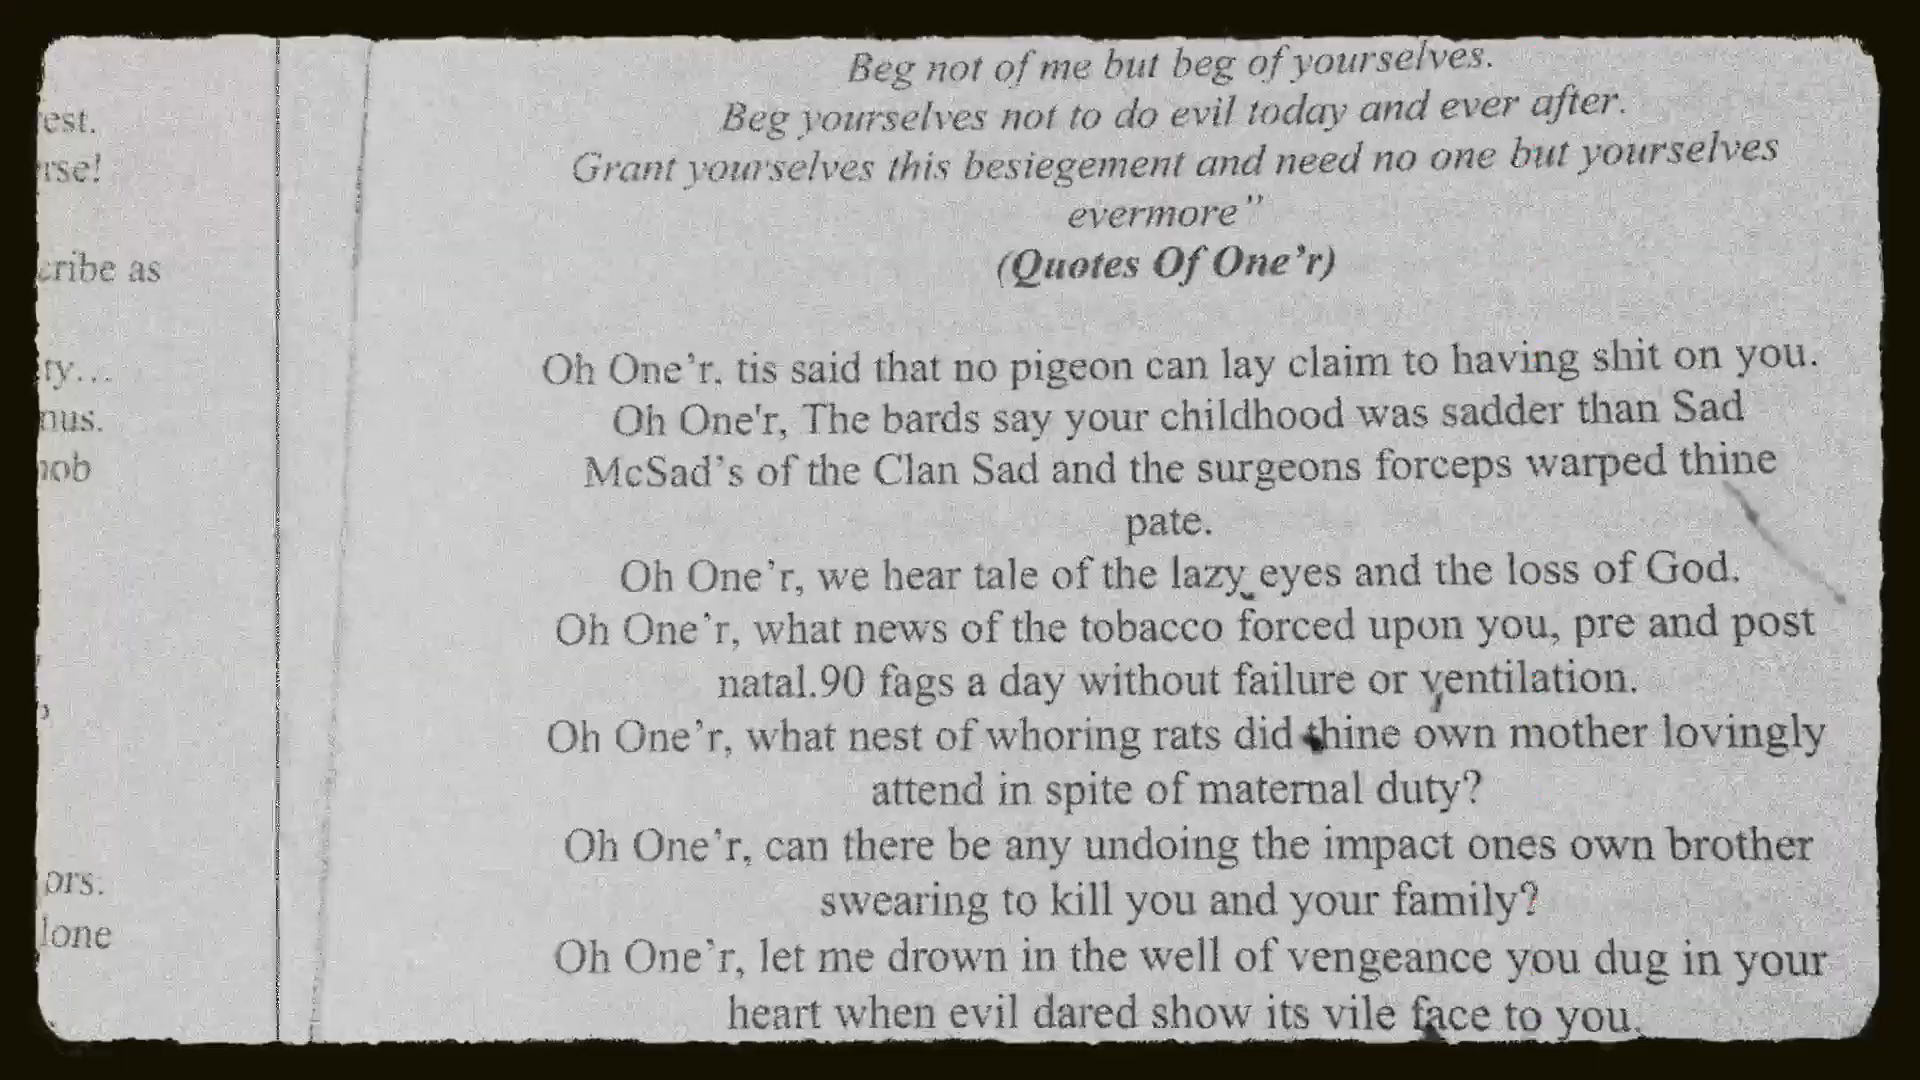 est.
rse!
cribe as
ty...
nus.
nob
ors.
lone
Beg not of me but beg of yourselves.
Beg yourselves not to do evil today and ever after.
Grant yourselves this besiegement and need no one but yourselves
evermore”
(Quotes Of One’r)
Oh One’r. tis said that no pigeon can lay claim to having shit on you.
Oh One'r, The bards say your childhood was sadder than Sad
McSad’s of the Clan Sad and the surgeons forceps warped thine
pate.
Oh One’r, we hear tale of the lazy eyes and the loss of God.
Oh One’r, what news of the tobacco forced upon you, pre and post
natal.90 fags a day without failure or ventilation.
Oh One’r, what nest of whoring rats did thine own mother lovingly
attend in spite of maternal duty?
Oh One’r, can there be any undoing the impact ones own brother
swearing to kill you and your family?
Oh One’r, let me drown in the well of vengeance you dug in your
heart when evil dared show its vile face to you.